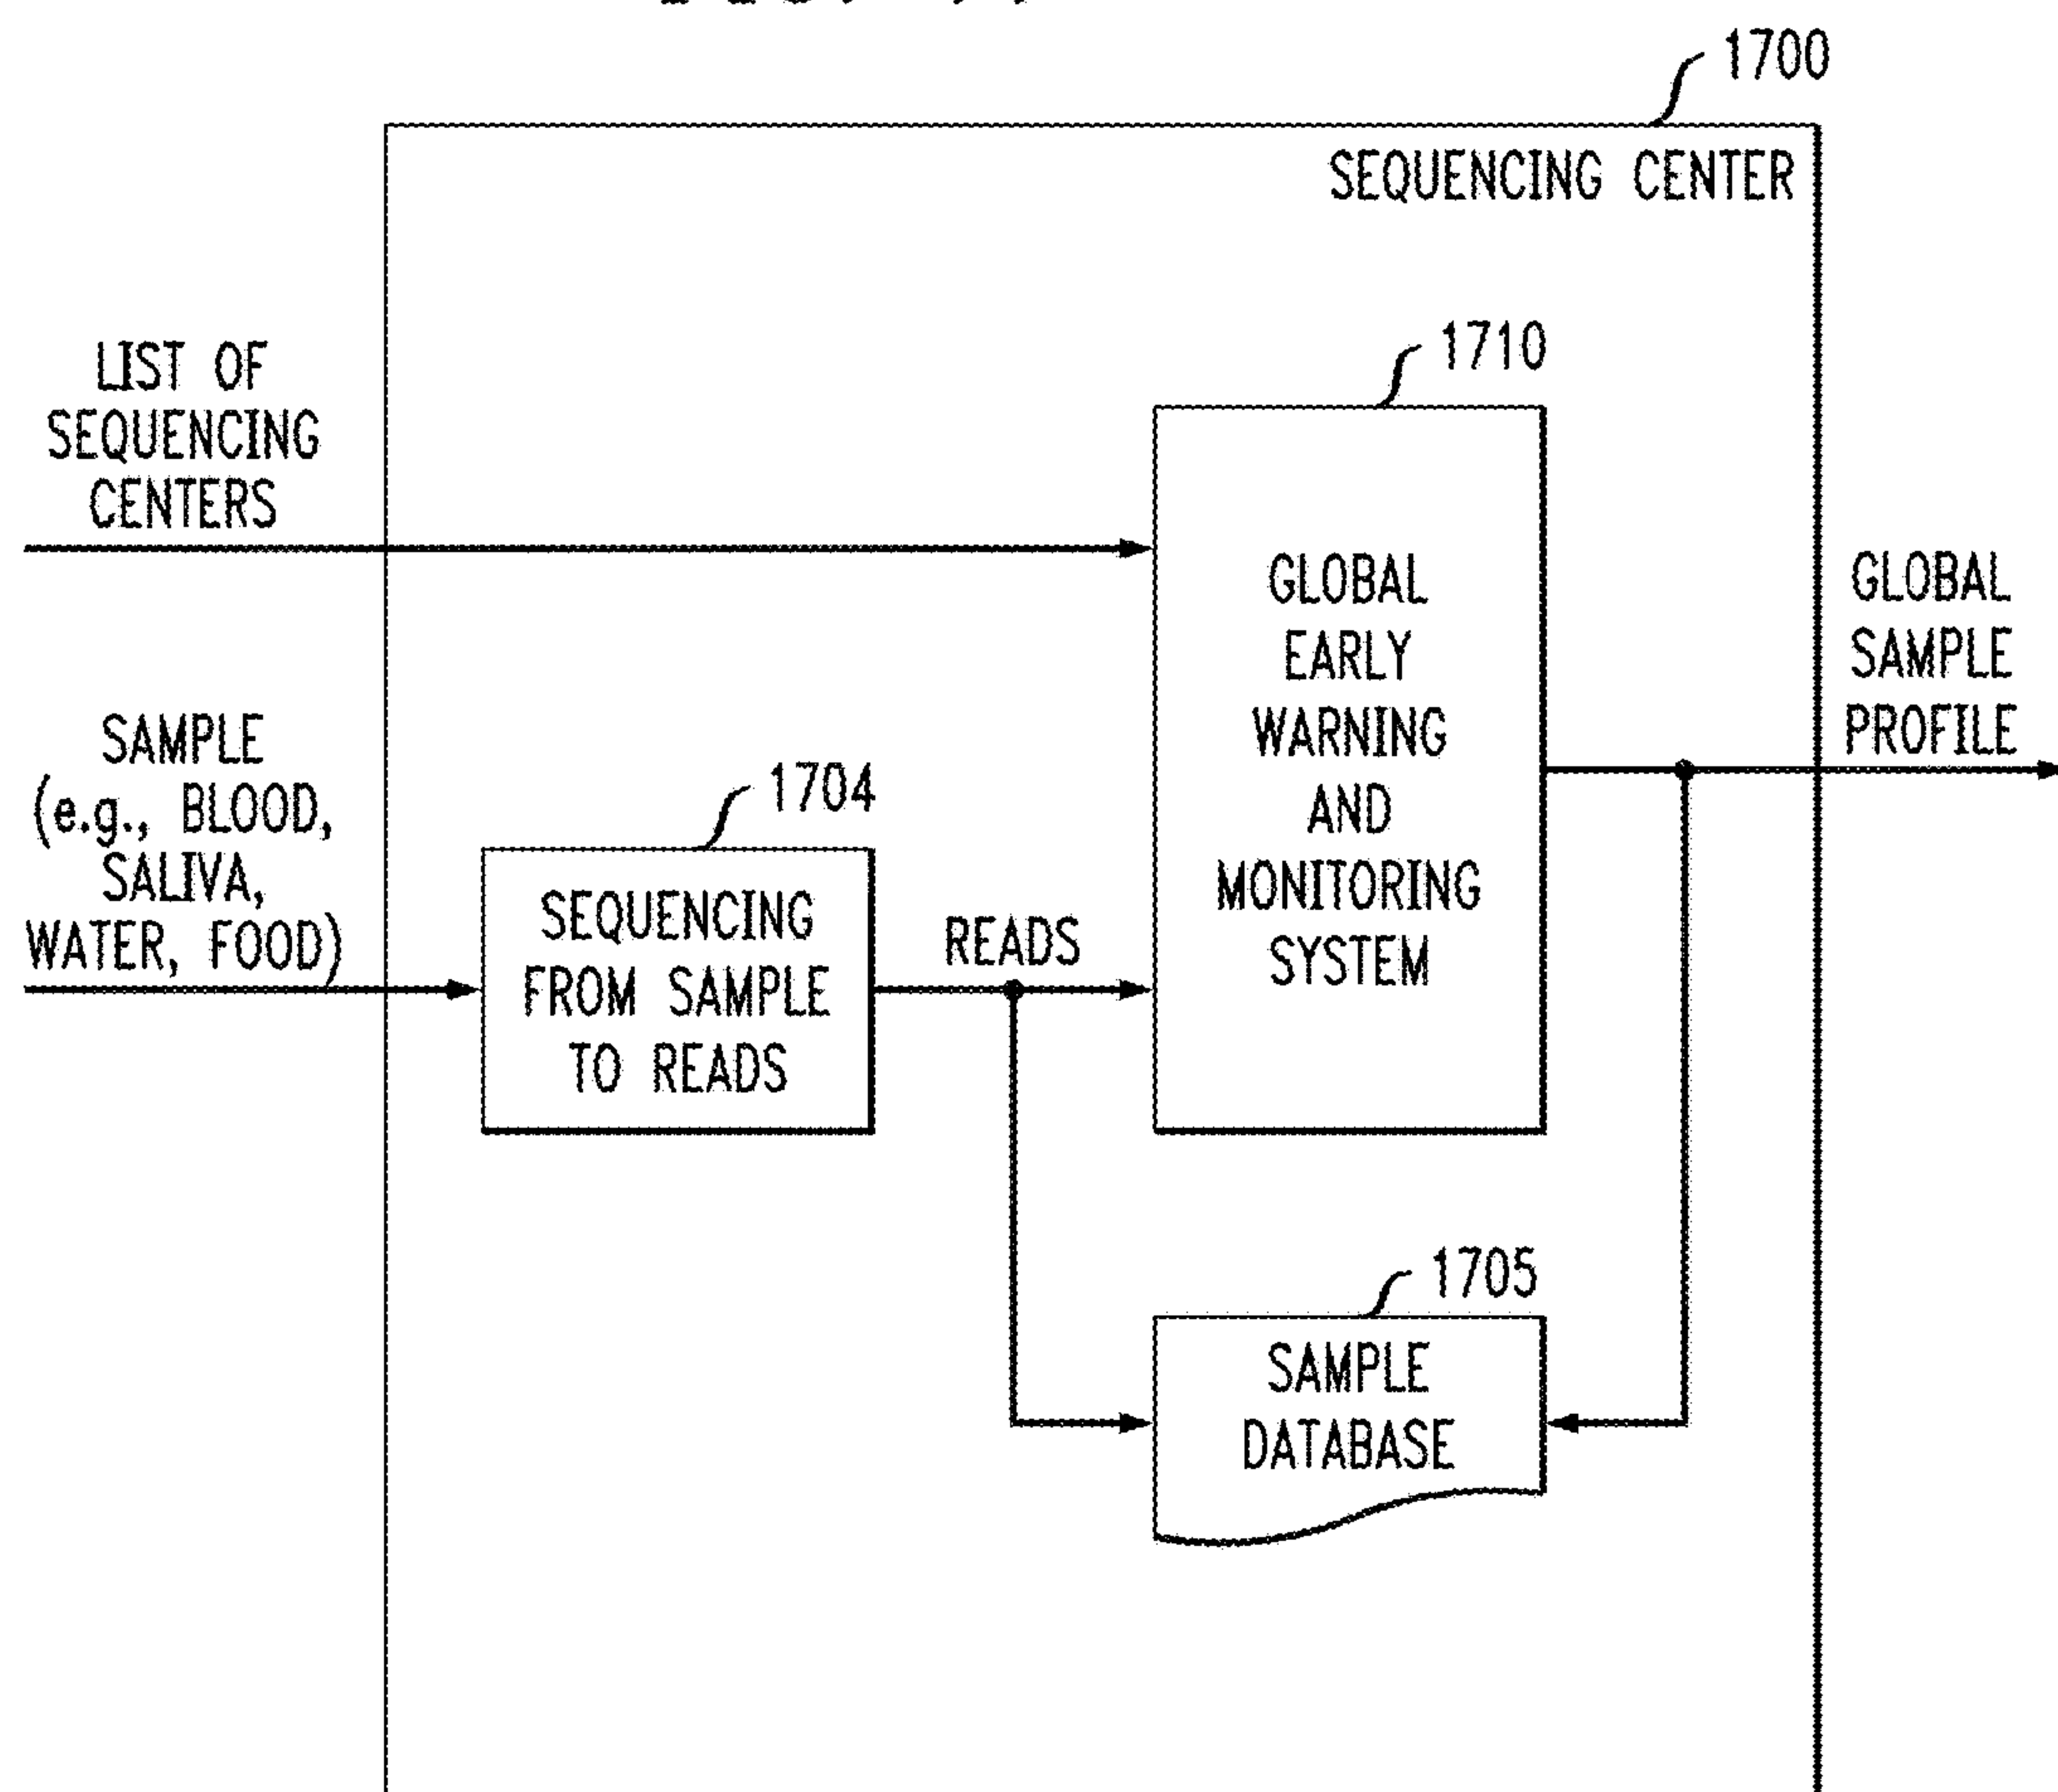 1700
SEQUENCING CENTER
1710
LIST OF
SEQUENCING
CENTERS
GLOBAL
EARLY
WARNING
AND
MONITORING
SYSTEM
GLOBAL
SAMPLE
PROFILE
SAMPLE
(e.g., BLOOD,
SALIVA,
WATER, FOOD)
1704
SEQUENCING
FROM SAMPLE
TO READS
READS
1705
SAMPLE
DATABASE